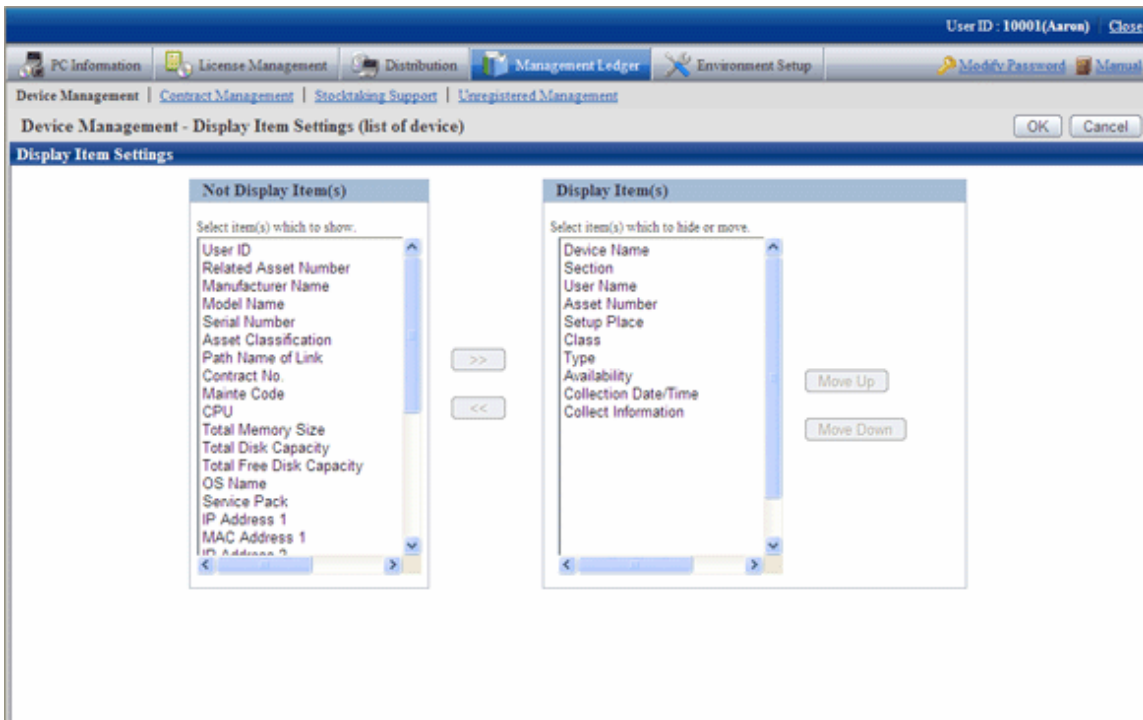 User ID : 10001(Aaron) Close
PC Information License Management Distribution Management Ledger Environment Setup Modify Password Manual
Device Management | Contract Management | Stocktaking Support | Unregistered Management
Device Management - Display Item Settings (list of device) OK Cancel
Display Item Settings
Not Display Item(s)
Select item(s) which to show.
User ID
Related Asset Number
Manufacturer Name
Model Name
Serial Number
Asset Classification
Path Name of Link
Contract No.
Mainte Code
CPU
Total Memory Size
Total Disk Capacity
Total Free Disk Capacity
OS Name
Service Pack
IP Address 1
MAC Address 1
IP Address 2
>>
<<
Display Item(s)
Select item(s) which to hide or move.
Device Name
Section
User Name
Asset Number
Setup Place
Class
Type
Availability
Collection Date/Time
Collect Information
Move Up
Move Down